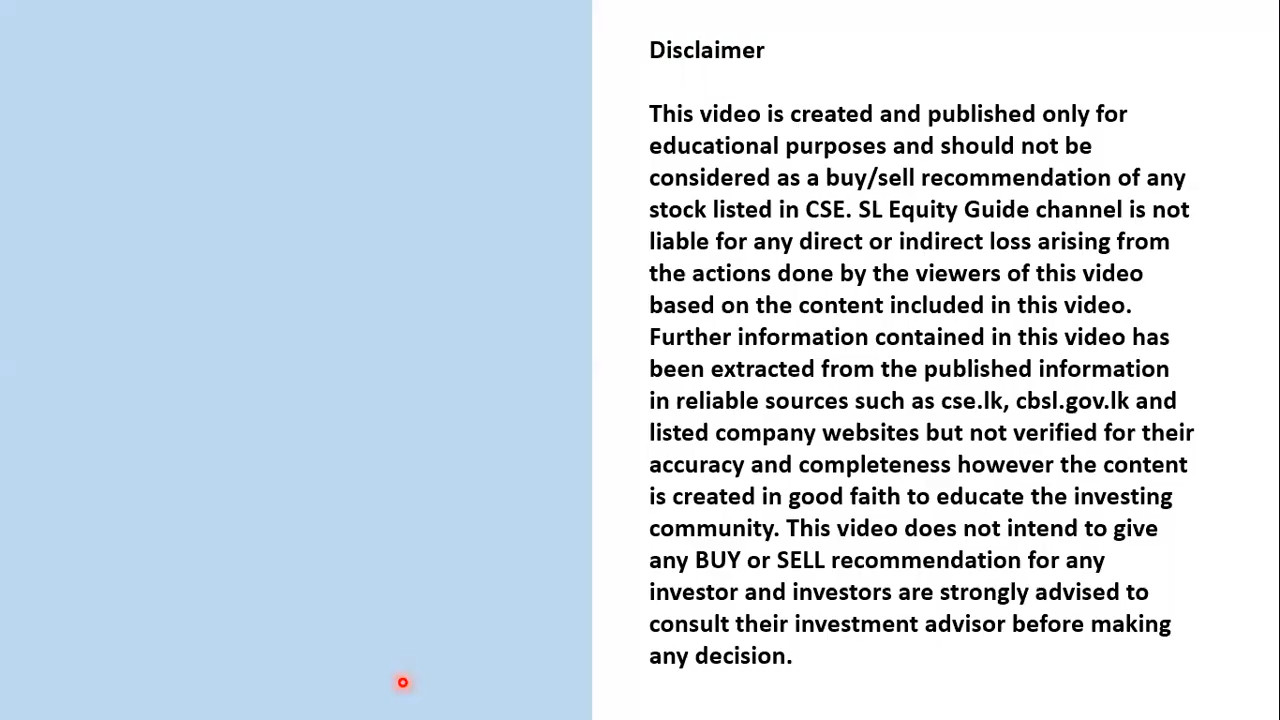 Disclaimer
This video is created and published only for
educational purposes and should not be
considered as a buy/sell recommendation of any
stock listed in CSE. SL Equity Guide channel is not
liable for any direct or indirect loss arising from
the actions done by the viewers of this video
based on the content included in this video.
Further information contained in this video has
been extracted from the published information
in reliable sources such as cse.lk, cbsl.gov.lk and
listed company websites but not verified for their
accuracy and completeness however the content
is created in good faith to educate the investing
community. This video does not intend to give
any BUY or SELL recommendation for any
investor and investors are strongly advised to
consult their investment advisor before making
any decision.